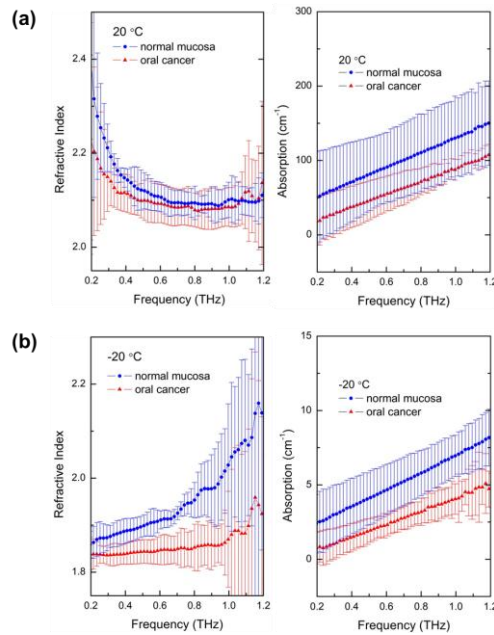 (a)
20 °C
normal mucosa
oral cancer
Refractive Index
2.4
2.2
2.0
0.2 0.4 0.6 0.8 1.0 1.2
Frequency (THz)
20 °C
normal mucosa
oral cancer
Absorption (cm⁻¹)
300
200
100
0
0.2 0.4 0.6 0.8 1.0 1.2
Frequency (THz)
(b)
-20 °C
normal mucosa
oral cancer
Refractive Index
2.2
2.0
1.8
0.2 0.4 0.6 0.8 1.0 1.2
Frequency (THz)
-20 °C
normal mucosa
oral cancer
Absorption (cm⁻¹)
15
10
5
0
0.2 0.4 0.6 0.8 1.0 1.2
Frequency (THz)